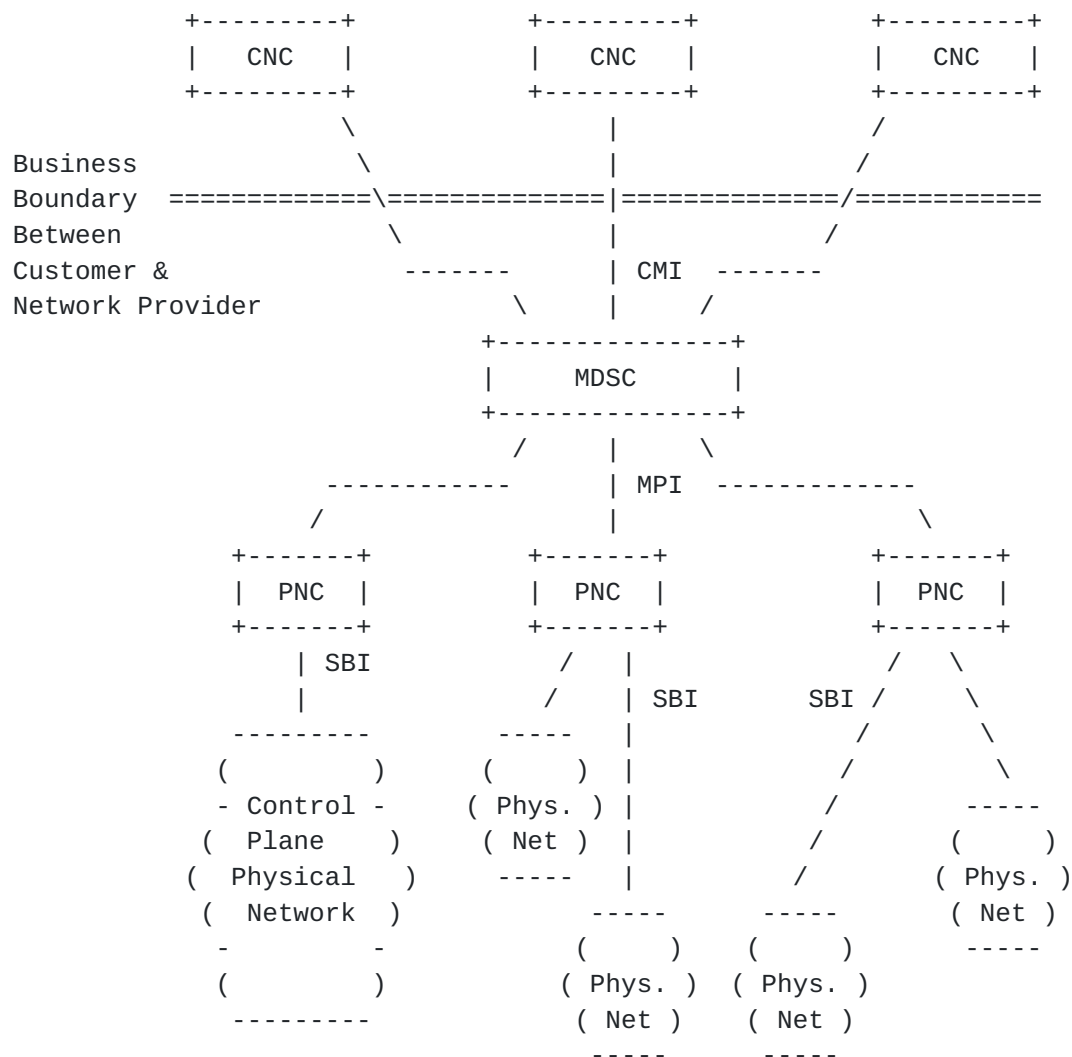 CNC CNC CNC
Business
Boundary
Between
Customer & CMI
Network Provider
MDSC
MPI
PNC PNC PNC
SBI
SBI SBI
Control Phys.
Plane Net
Physical Phys.
Network Net
Phys. Phys.
Net Net